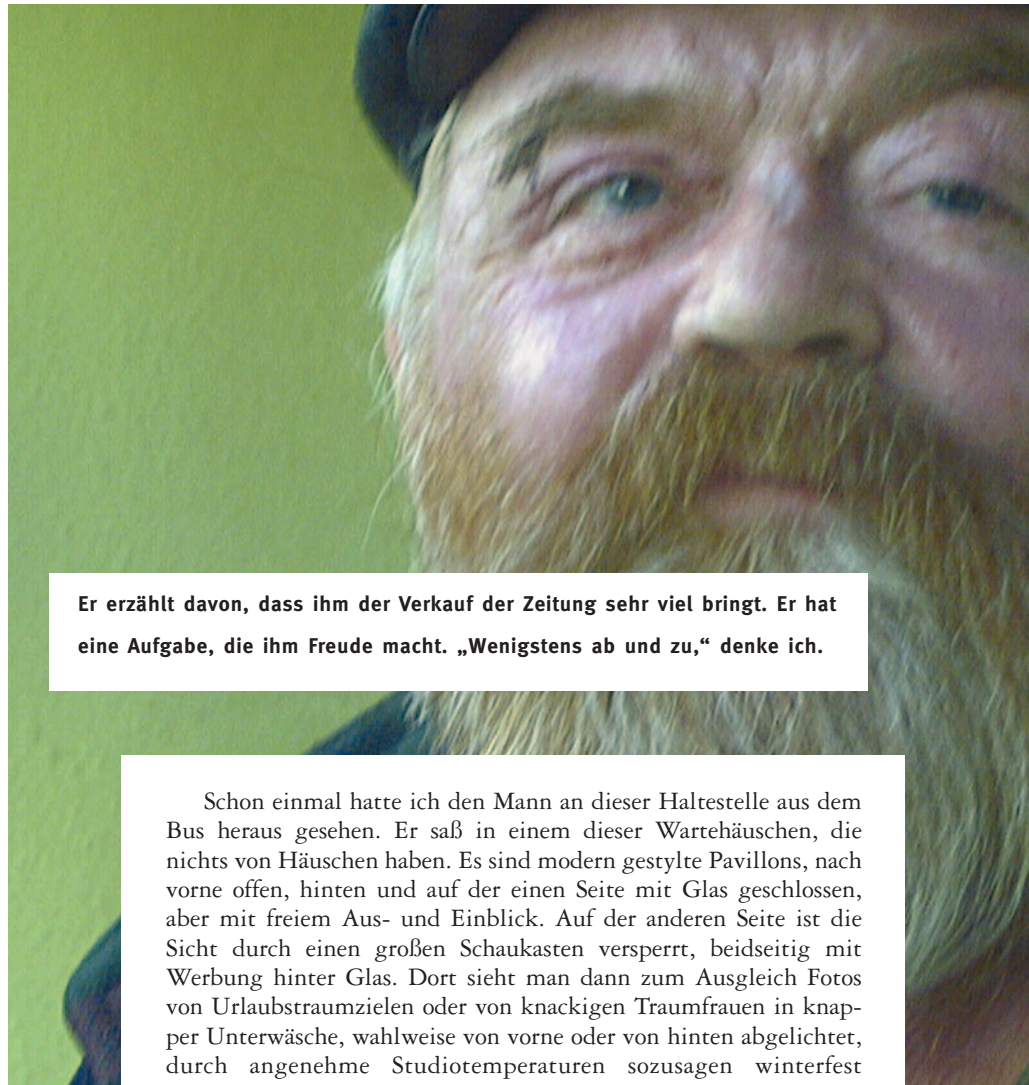 Er erzählt davon, dass ihm der Verkauf der Zeitung sehr viel bringt. Er hat
eine Aufgabe, die ihm Freude macht. „Wenigstens ab und zu,“ denke ich.
Schon einmal hatte ich den Mann an dieser Haltestelle aus dem
Bus heraus gesehen. Er saß in einem dieser Wartehäuschen, die
nichts von Häuschen haben. Es sind modern gestylte Pavillons, nach
vorne offen, hinten und auf der einen Seite mit Glas geschlossen,
aber mit freiem Aus- und Einblick. Auf der anderen Seite ist die
Sicht durch einen großen Schaukasten versperrt, beidseitig mit
Werbung hinter Glas. Dort sieht man dann zum Ausgleich Fotos
von Urlaubstraumzielen oder von knackigen Traumfrauen in knap-
per Unterwäsche, wahlweise von vorne oder von hinten abgelichtet,
durch angenehme Studiotemperaturen sozusagen winterfest